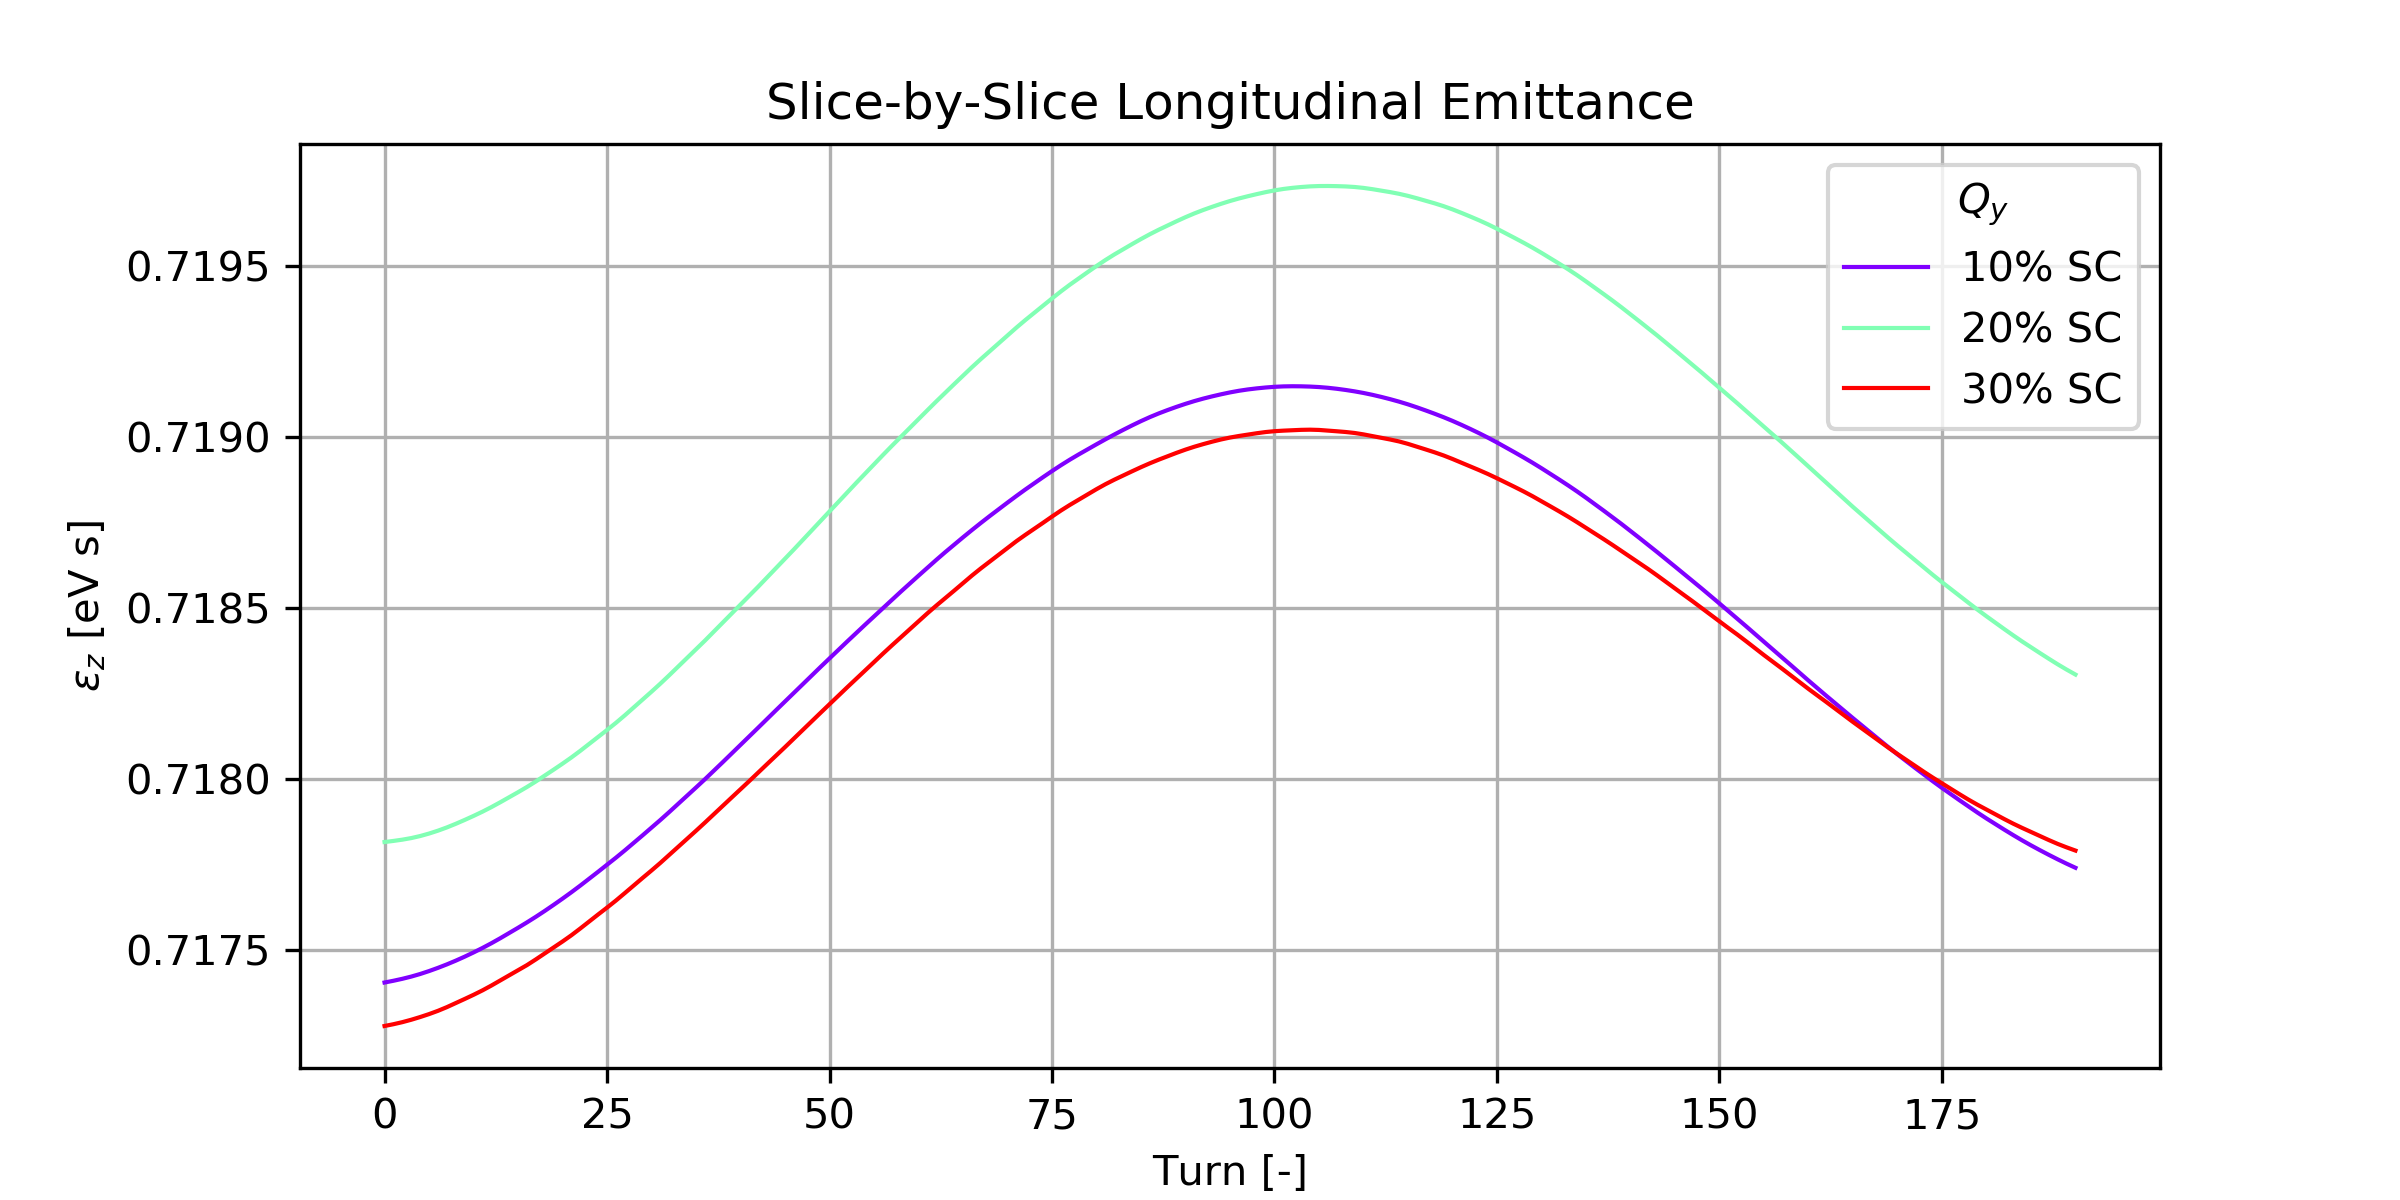 Slice-by-Slice Longitudinal Emittance
Q_y
10% SC
20% SC
30% SC
ε_z [eV s]
0.7195
0.7190
0.7185
0.7180
0.7175
0 25 50 75 100 125 150 175
Turn [-]